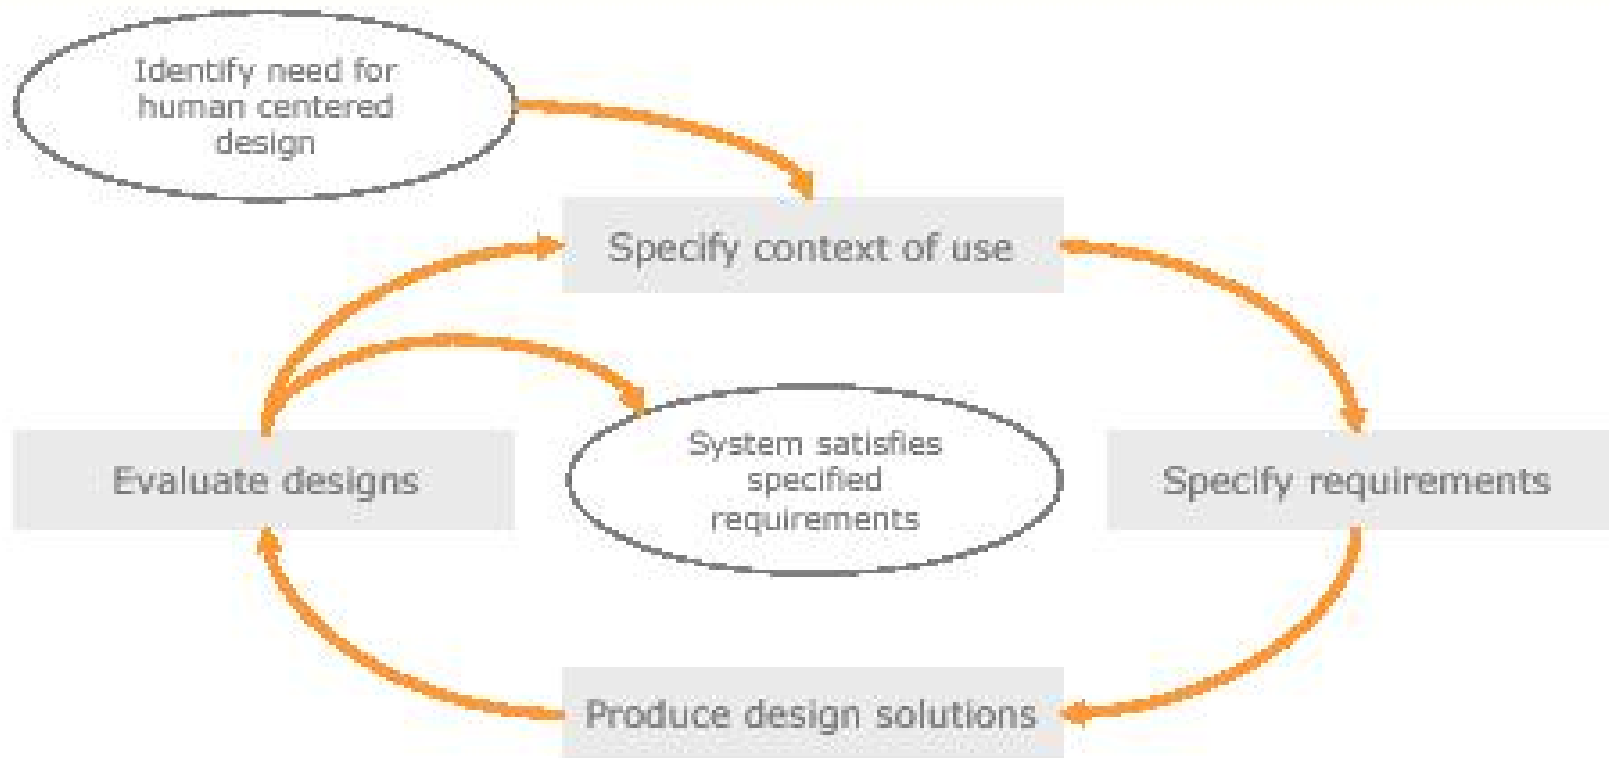 Identify need for
human centered
design
Specify context of use
Evaluate designs
System satisfies
specified
requirements
Specify requirements
Produce design solutions